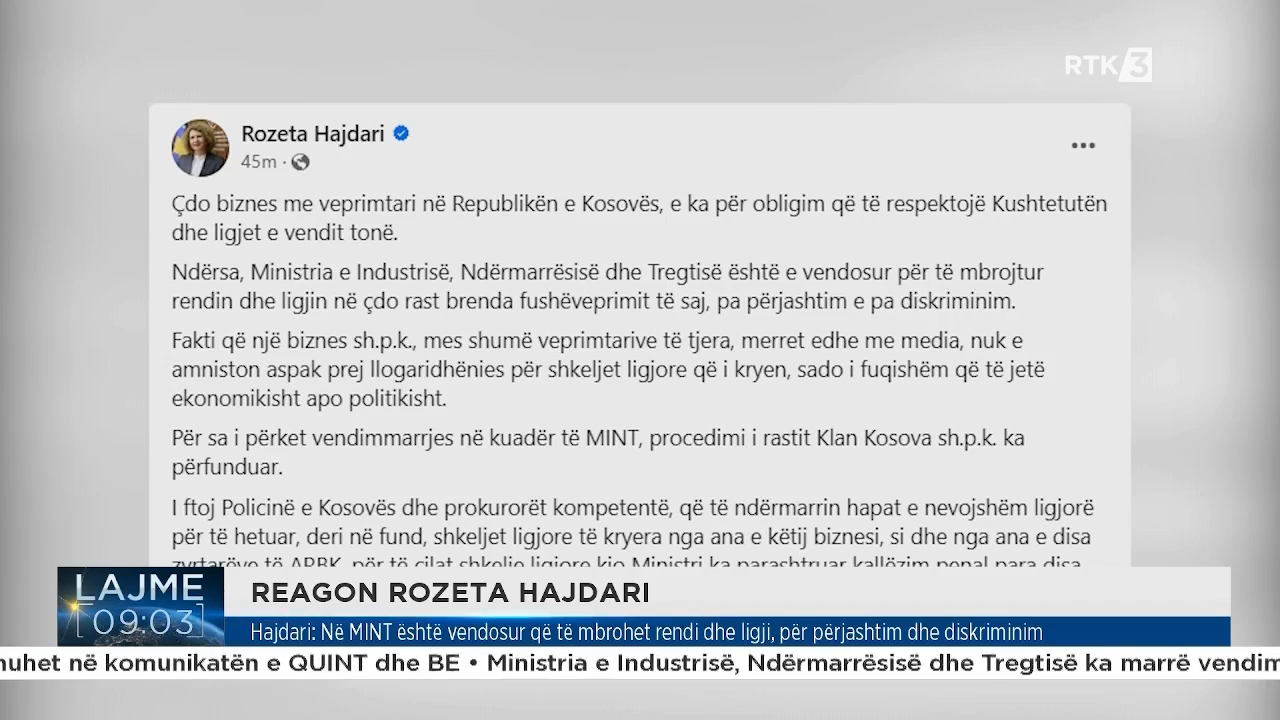 RTK 3
Rozeta Hajdari
45m ·
Çdo biznes me veprimtari në Republikën e Kosovës, e ka për obligim që të respektojë Kushtetutën
dhe ligjet e vendit tonë.
Ndërsa, Ministria e Industrisë, Ndërmarrësisë dhe Tregtisë është e vendosur për të mbrojtur
rendin dhe ligjin në çdo rast brenda fushëveprimit të saj, pa përjashtim e pa diskriminim.
Fakti që një biznes sh.p.k., mes shumë veprimtarive të tjera, merret edhe me media, nuk e
amniston aspak prej llogaridhënies për shkeljet ligjore që i kryen, sado i fuqishëm që të jetë
ekonomikisht apo politikisht.
Për sa i përket vendimmarrjes në kuadër të MINT, procedimi i rastit Klan Kosova sh.p.k. ka
përfunduar.
I ftoj Policinë e Kosovës dhe prokurorët kompetentë, që të ndërmarrin hapat e nevojshëm ligjorë
për të hetuar, deri në fund, shkeljet ligjore të kryera nga ana e këtij biznesi, si dhe nga ana e disa
zyrtarëve të ARBK, për të cilat shkelje ligjore kjo Ministri ka parashtruar kallëzim penal para disa
LAJME
09:03
REAGON ROZETA HAJDARI
Hajdari: Në MINT është vendosur që të mbrohet rendi dhe ligji, për përjashtim dhe diskriminim
nuhet në komunikatën e QUINT dhe BE • Ministria e Industrisë, Ndërmarrësisë dhe Tregtisë ka marrë vendim